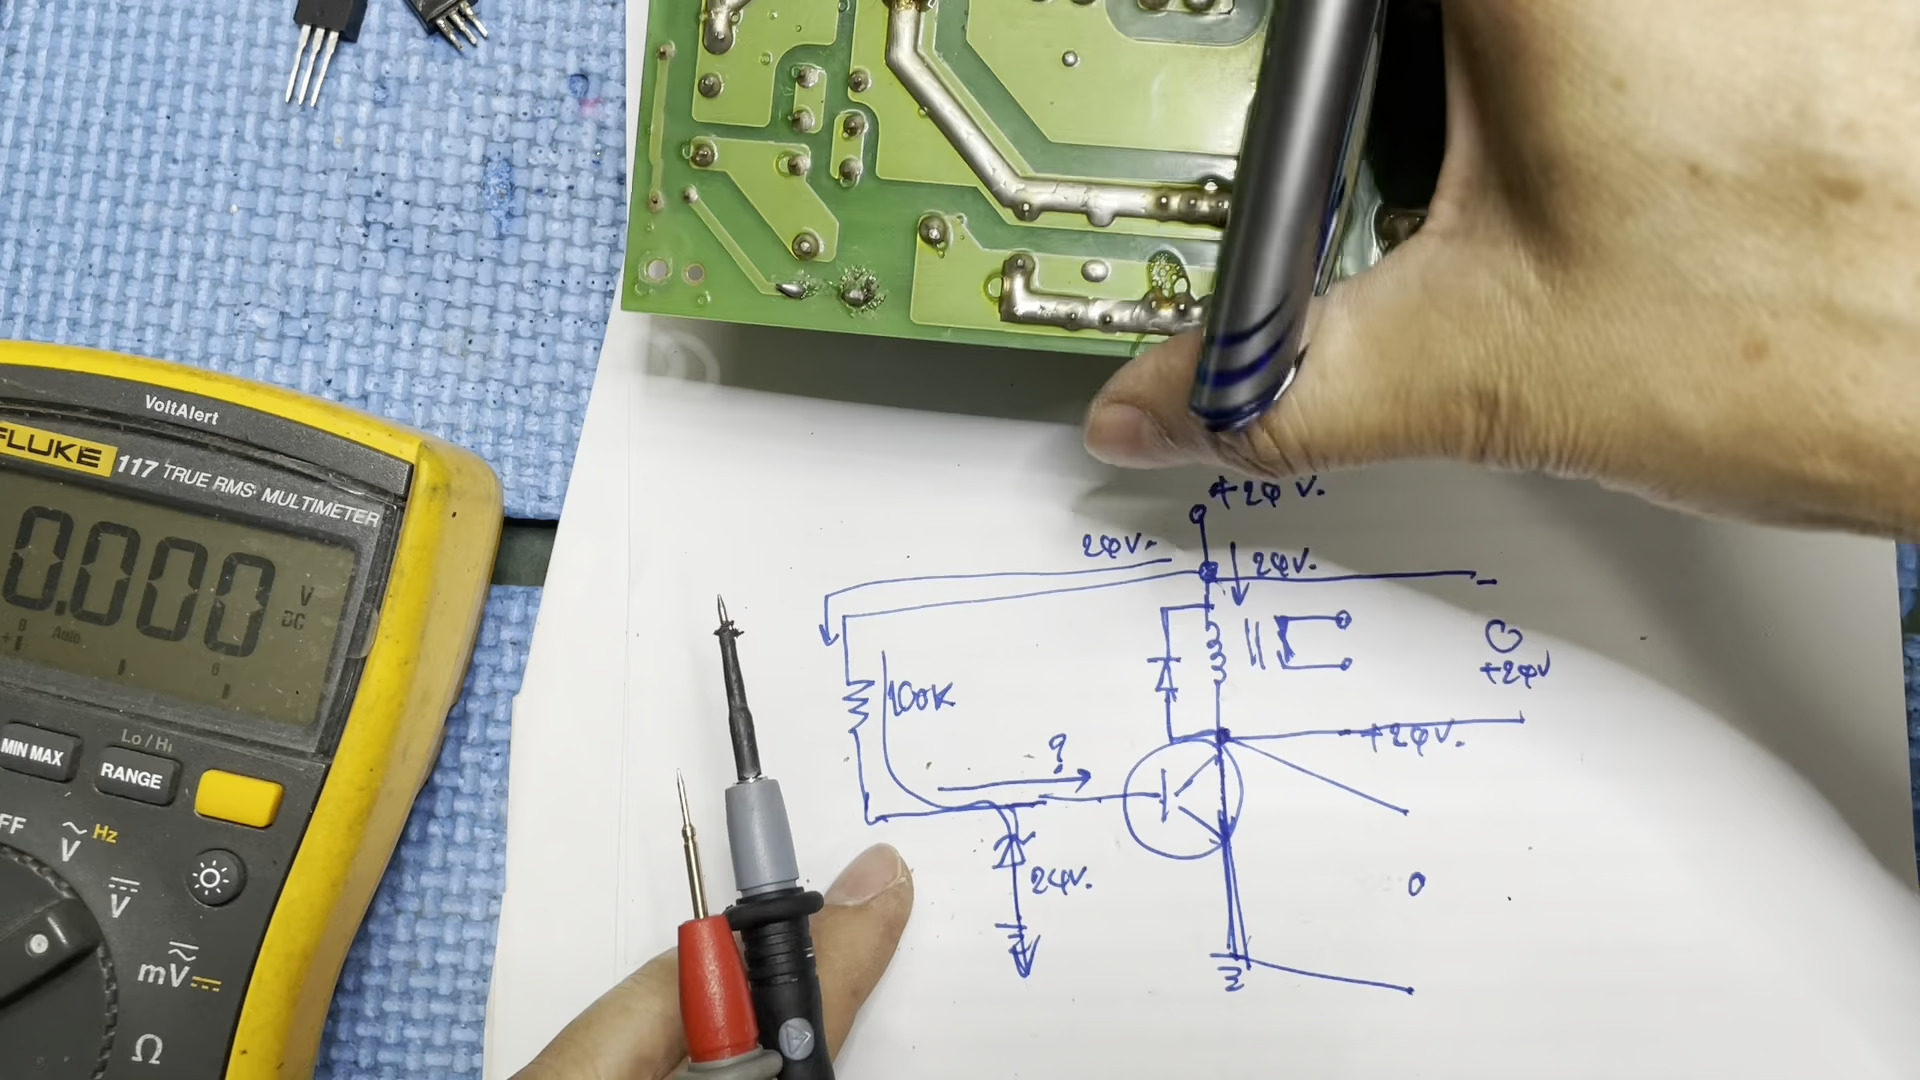 VoltAlert
FLUKE 117 TRUE RMS MULTIMETER
0.000 V DC
Auto
MIN MAX
Lo / Hi
RANGE
Hz
V
V
mV
Ω
+24V.
24V.
24V.
100K
?
24V.
+24V
+24V.
0